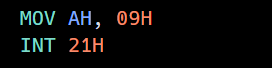 MOV AH, 09H
INT 21H